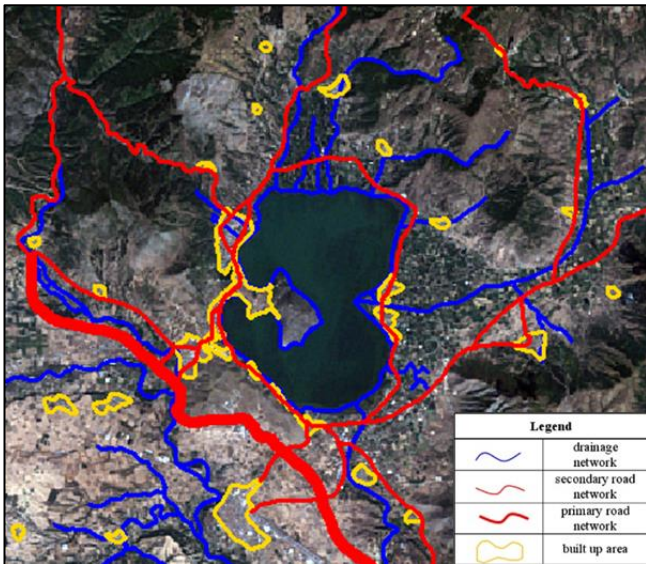 Legend
drainage
network
secondary road
network
primary road
network
built up area